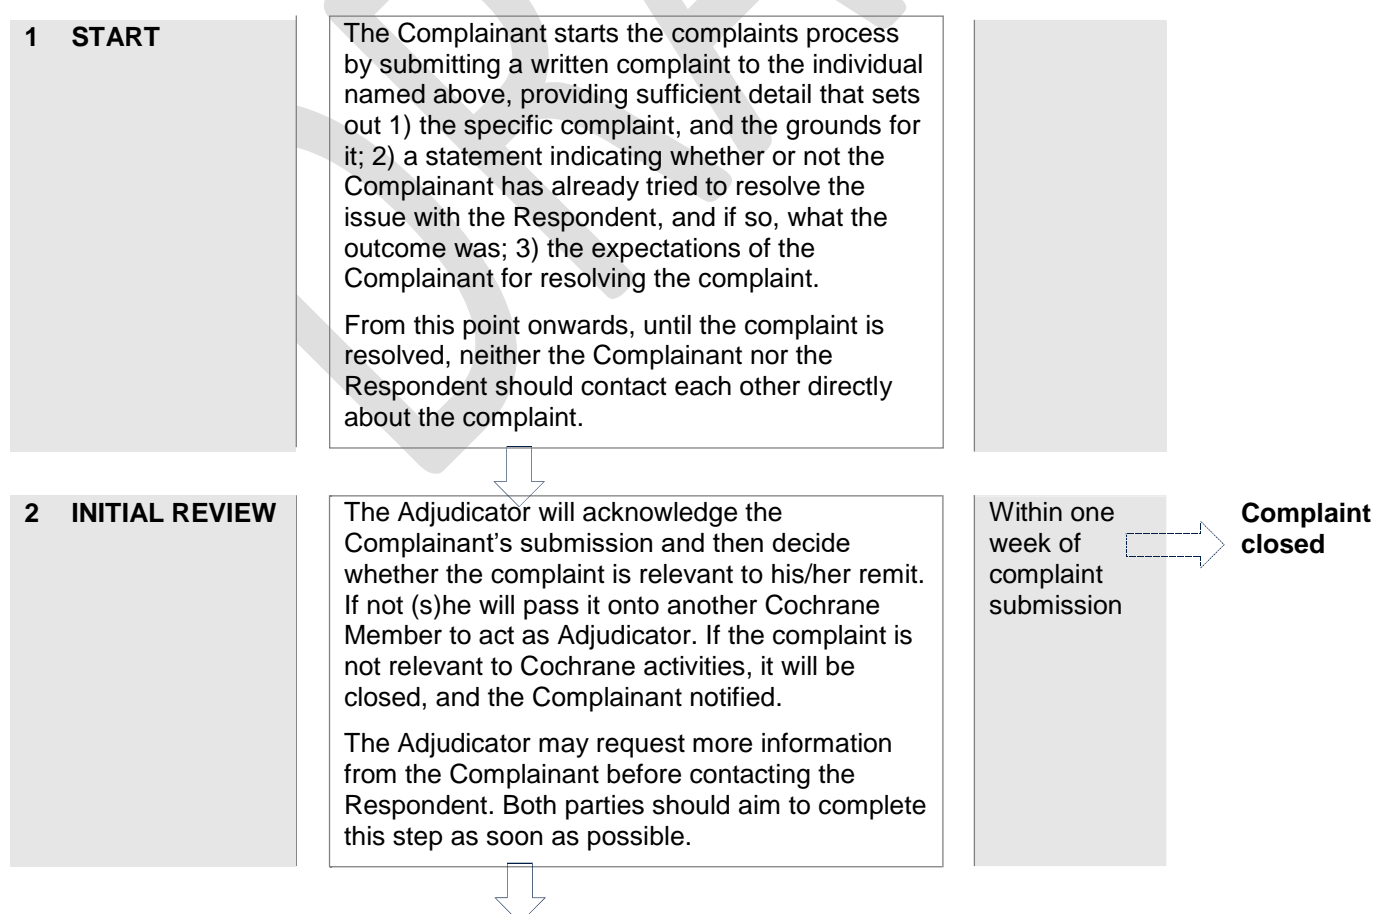 1 START
The Complainant starts the complaints process
by submitting a written complaint to the individual
named above, providing sufficient detail that sets
out 1) the specific complaint, and the grounds for
it; 2) a statement indicating whether or not the
Complainant has already tried to resolve the
issue with the Respondent, and if so, what the
outcome was; 3) the expectations of the
Complainant for resolving the complaint.
From this point onwards, until the complaint is
resolved, neither the Complainant nor the
Respondent should contact each other directly
about the complaint.
2 INITIAL REVIEW
The Adjudicator will acknowledge the
Complainant’s submission and then decide
whether the complaint is relevant to his/her remit.
If not (s)he will pass it onto another Cochrane
Member to act as Adjudicator. If the complaint is
not relevant to Cochrane activities, it will be
closed, and the Complainant notified.
The Adjudicator may request more information
from the Complainant before contacting the
Respondent. Both parties should aim to complete
this step as soon as possible.
Within one
week of
complaint
submission
Complaint
closed